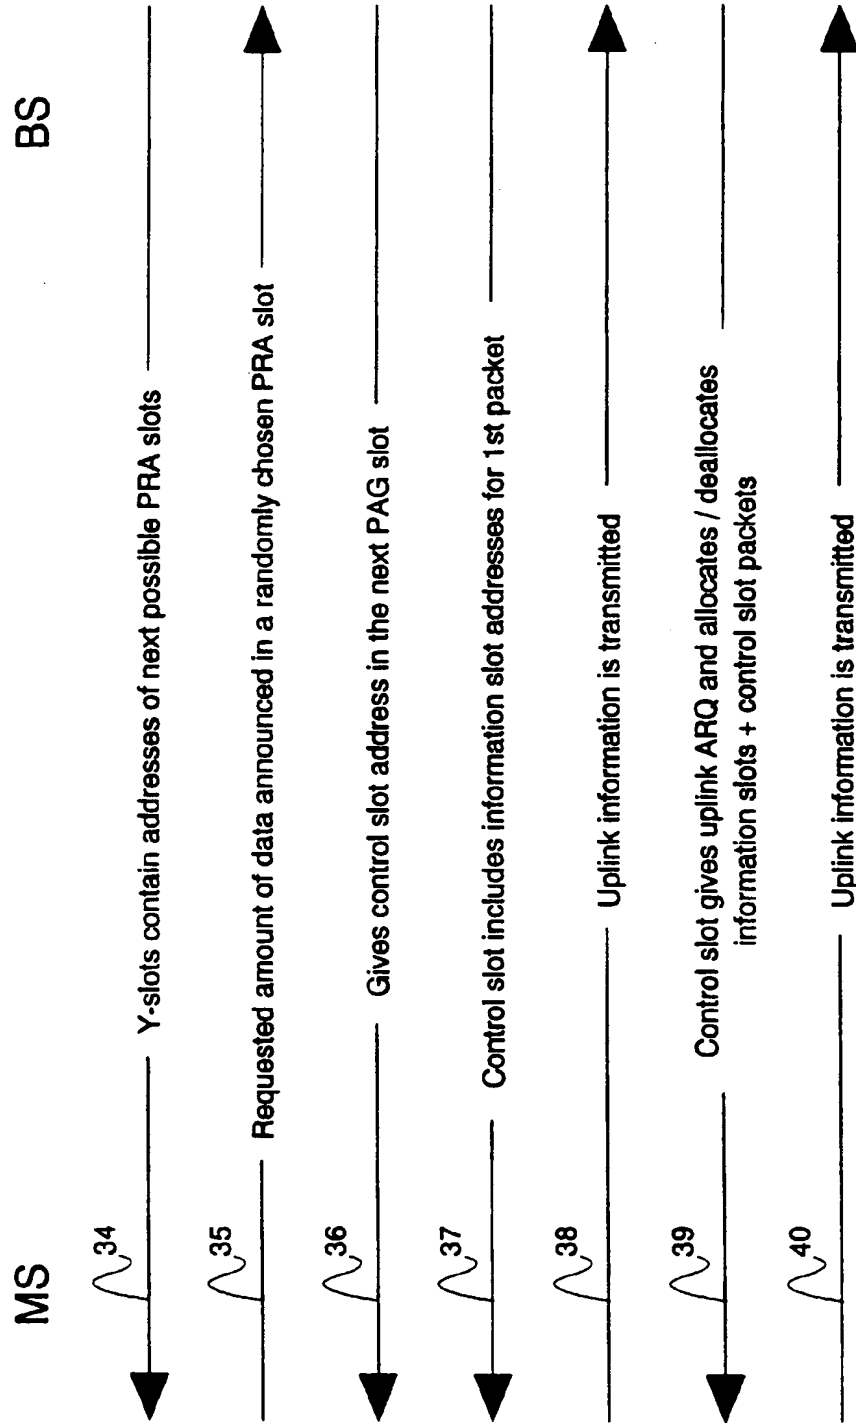 MS
BS
34
Y-slots contain addresses of next possible PRA slots
35
Requested amount of data announced in a randomly chosen PRA slot
36
Gives control slot address in the next PAG slot
37
Control slot includes information slot addresses for 1st packet
38
Uplink information is transmitted
39
Control slot gives uplink ARQ and allocates / deallocates
information slots + control slot packets
40
Uplink information is transmitted